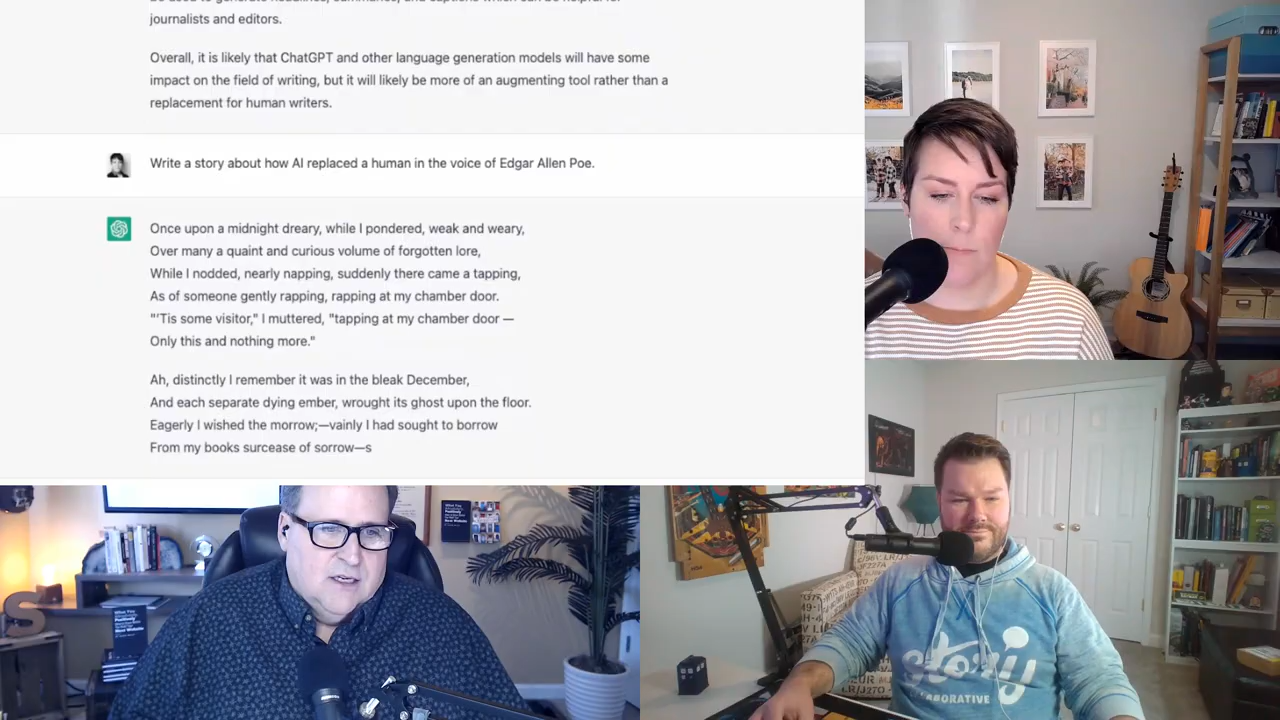 journalists and editors.
Overall, it is likely that ChatGPT and other language generation models will have some
impact on the field of writing, but it will likely be more of an augmenting tool rather than a
replacement for human writers.
Write a story about how AI replaced a human in the voice of Edgar Allen Poe.
Once upon a midnight dreary, while I pondered, weak and weary,
Over many a quaint and curious volume of forgotten lore,
While I nodded, nearly napping, suddenly there came a tapping,
As of someone gently rapping, rapping at my chamber door.
"'Tis some visitor," I muttered, "tapping at my chamber door —
Only this and nothing more."
Ah, distinctly I remember it was in the bleak December,
And each separate dying ember, wrought its ghost upon the floor.
Eagerly I wished the morrow;—vainly I had sought to borrow
From my books surcease of sorrow—s
story